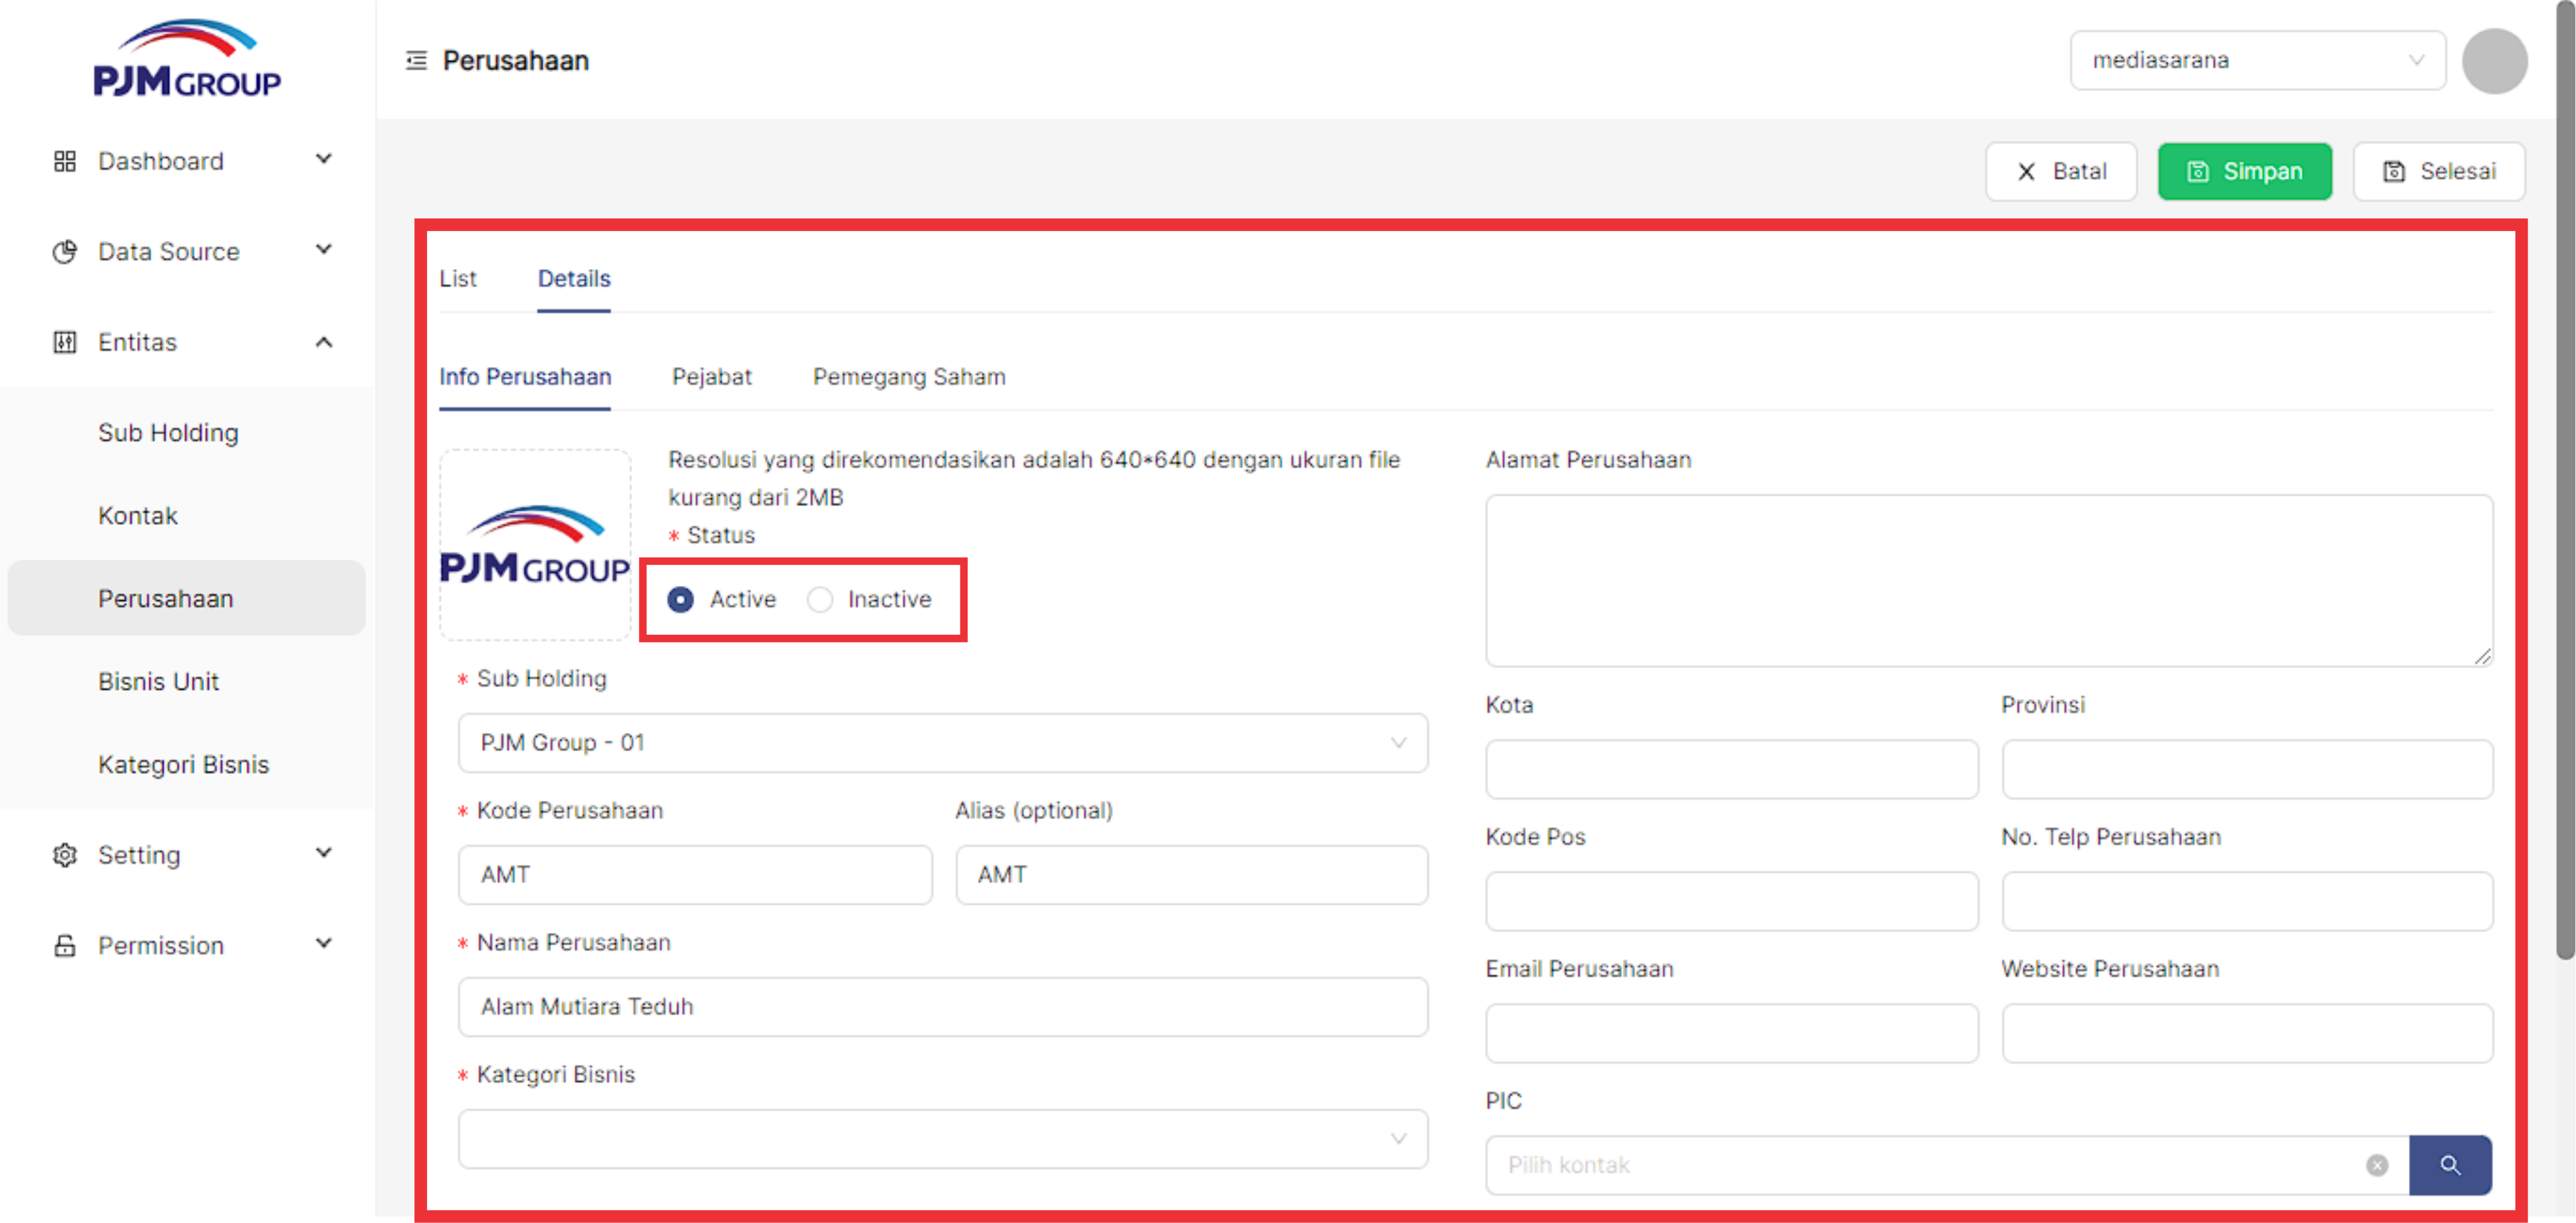 PJM GROUP
Perusahaan
mediasarana
Dashboard
Data Source
Entitas
Sub Holding
Kontak
Perusahaan
Bisnis Unit
Kategori Bisnis
Setting
Permission
Batal
Simpan
Selesai
List
Details
Info Perusahaan
Pejabat
Pemegang Saham
PJM GROUP
Resolusi yang direkomendasikan adalah 640*640 dengan ukuran file
kurang dari 2MB
* Status
Active
Inactive
* Sub Holding
PJM Group - 01
* Kode Perusahaan
Alias (optional)
AMT
AMT
* Nama Perusahaan
Alam Mutiara Teduh
* Kategori Bisnis
Alamat Perusahaan
Kota
Provinsi
Kode Pos
No. Telp Perusahaan
Email Perusahaan
Website Perusahaan
PIC
Pilih kontak